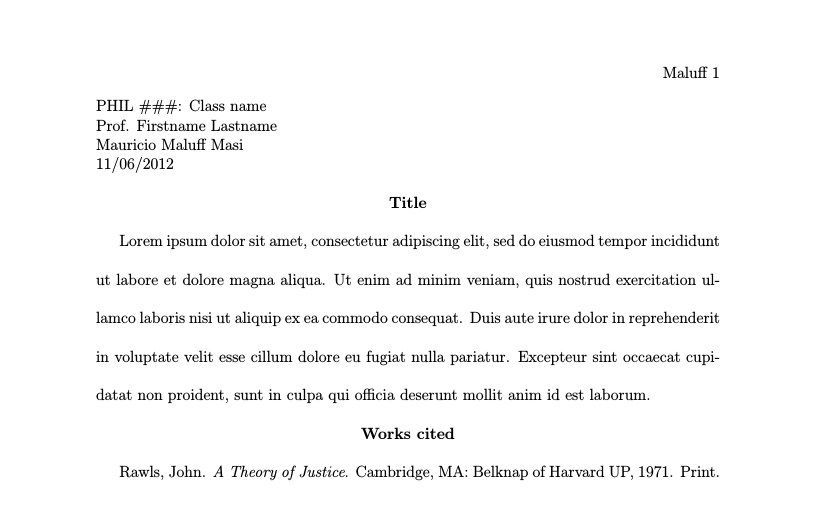 Maluff 1
PHIL ###: Class name
Prof. Firstname Lastname
Mauricio Maluff Masi
11/06/2012
Title
Lorem ipsum dolor sit amet, consectetur adipiscing elit, sed do eiusmod tempor incididunt
ut labore et dolore magna aliqua. Ut enim ad minim veniam, quis nostrud exercitation ul-
lamco laboris nisi ut aliquip ex ea commodo consequat. Duis aute irure dolor in reprehenderit
in voluptate velit esse cillum dolore eu fugiat nulla pariatur. Excepteur sint occaecat cupi-
datat non proident, sunt in culpa qui officia deserunt mollit anim id est laborum.
Works cited
Rawls, John. A Theory of Justice. Cambridge, MA: Belknap of Harvard UP, 1971. Print.